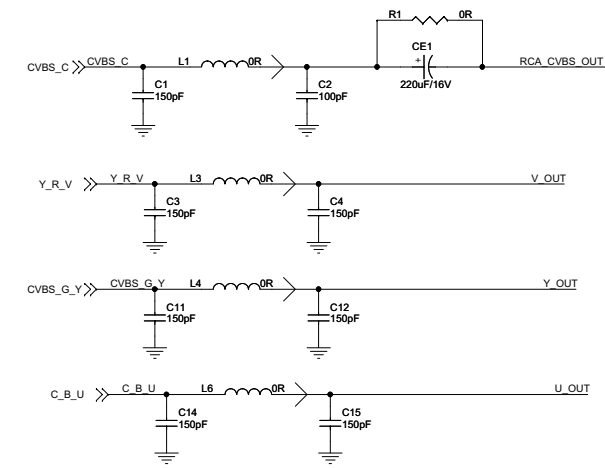 R1 0R
CE1
+
CVBS_C CVBS_C L1 0R RCA_CVBS_OUT
220uF/16V
C1
150pF
C2
100pF
Y_R_V Y_R_V L3 0R V_OUT
C3
150pF
C4
150pF
CVBS_G_Y CVBS_G_Y L4 0R Y_OUT
C11
150pF
C12
150pF
C_B_U C_B_U L6 0R U_OUT
C14
150pF
C15
150pF